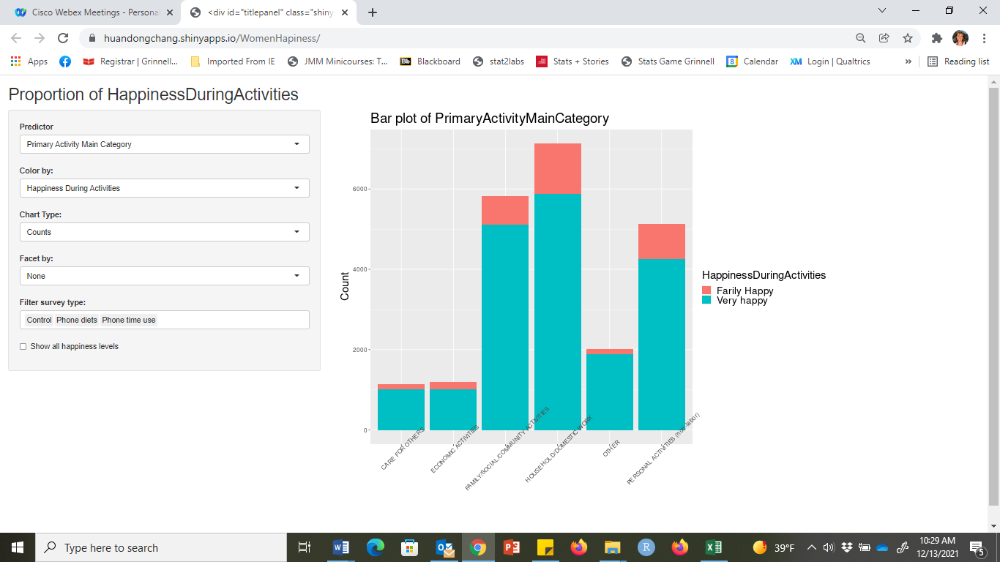 Cisco Webex Meetings - Personal
<div id="titlepanel" class="shiny
huandongchang.shinyapps.io/WomenHapiness/
Apps
Registrar | Grinnell...
Imported From IE
JMM Minicourses: T...
Bb
Blackboard
stat2labs
Stats + Stories
Stats Game Grinnell
8
Calendar
XM
Login | Qualtrics
»
Reading list
Proportion of HappinessDuringActivities
Predictor
Primary Activity Main Category
Color by:
Happiness During Activities
Chart Type:
Counts
Facet by:
None
Filter survey type:
Control Phone diets Phone time use
Show all happiness levels
Bar plot of PrimaryActivityMainCategory
6000
4000
2000
0
Count
CARE FOR OTHERS
ECONOMIC ACTIVITIES
FAMILY/SOCIAL/COMMUNITY ACTIVITIES
HOUSEHOLD/DOMESTIC WORK
OTHER
PERSONAL ACTIVITIES (non-labor)
HappinessDuringActivities
Farily Happy
Very happy
Type here to search
39°F
10:29 AM
12/13/2021
5